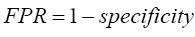 FPR = 1 − specificity